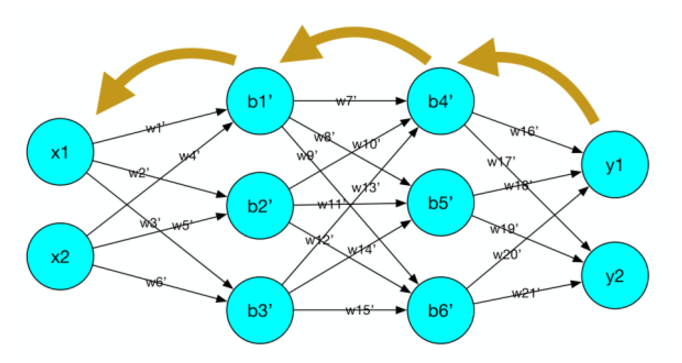 b1’
w7’
b4’
w1’
w16’
w8’
w10’
x1
w4’
w9’
w17’
y1
w2’
w13’
w18’
b2’
w11’
b5’
w3’
w5’
w19’
w12’
w14’
w20’
x2
y2
w6’
w21’
b3’
w15’
b6’